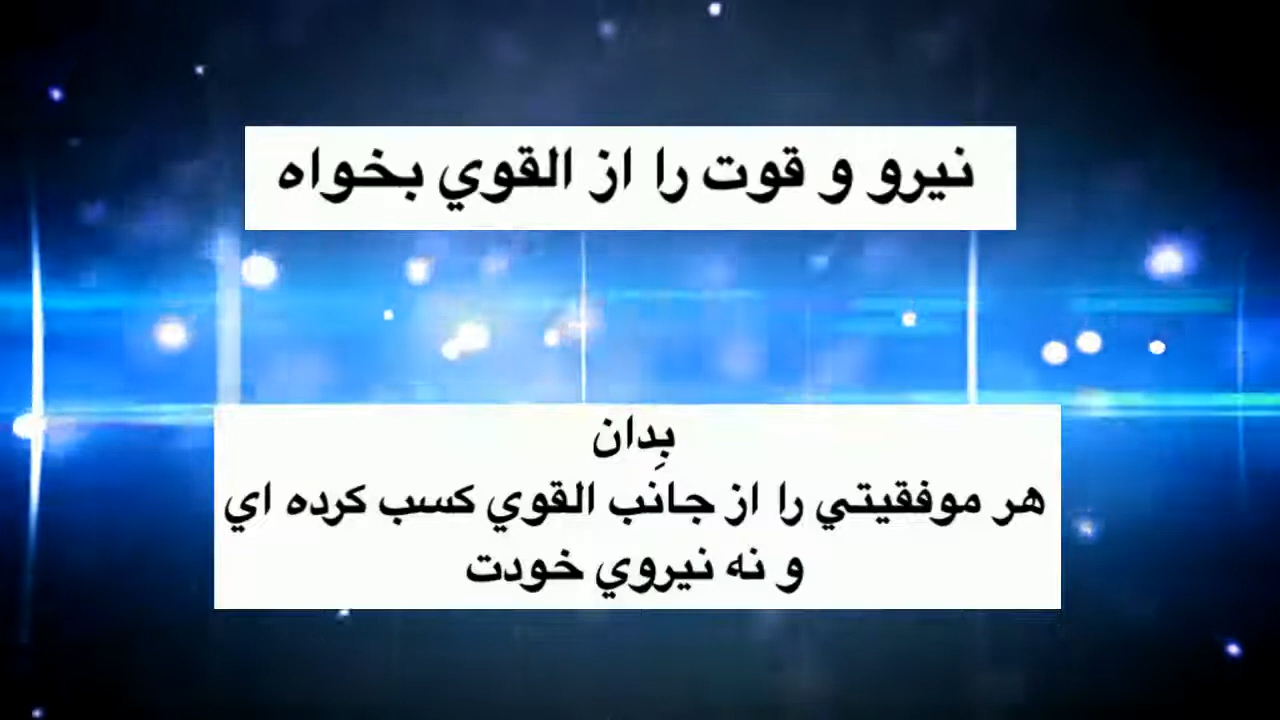 نيرو و قوت را از القوي بخواه
بِدان
هر موفقيتي را از جانب القوي كسب كرده اي
و نه نيروي خودت